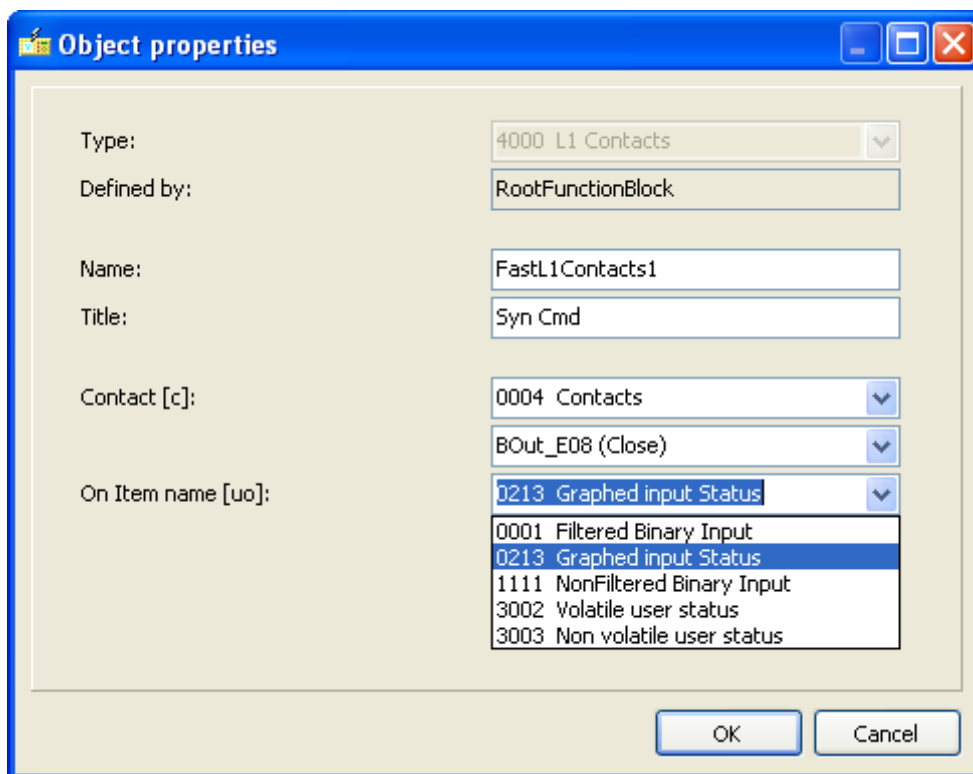 Object properties
Type: 4000 L1 Contacts
Defined by: RootFunctionBlock
Name: FastL1Contacts1
Title: Syn Cmd
Contact [c]: 0004 Contacts
BOut_E08 (Close)
On Item name [uo]: 0213 Graphed input Status
0001 Filtered Binary Input
0213 Graphed input Status
1111 NonFiltered Binary Input
3002 Volatile user status
3003 Non volatile user status
OK Cancel